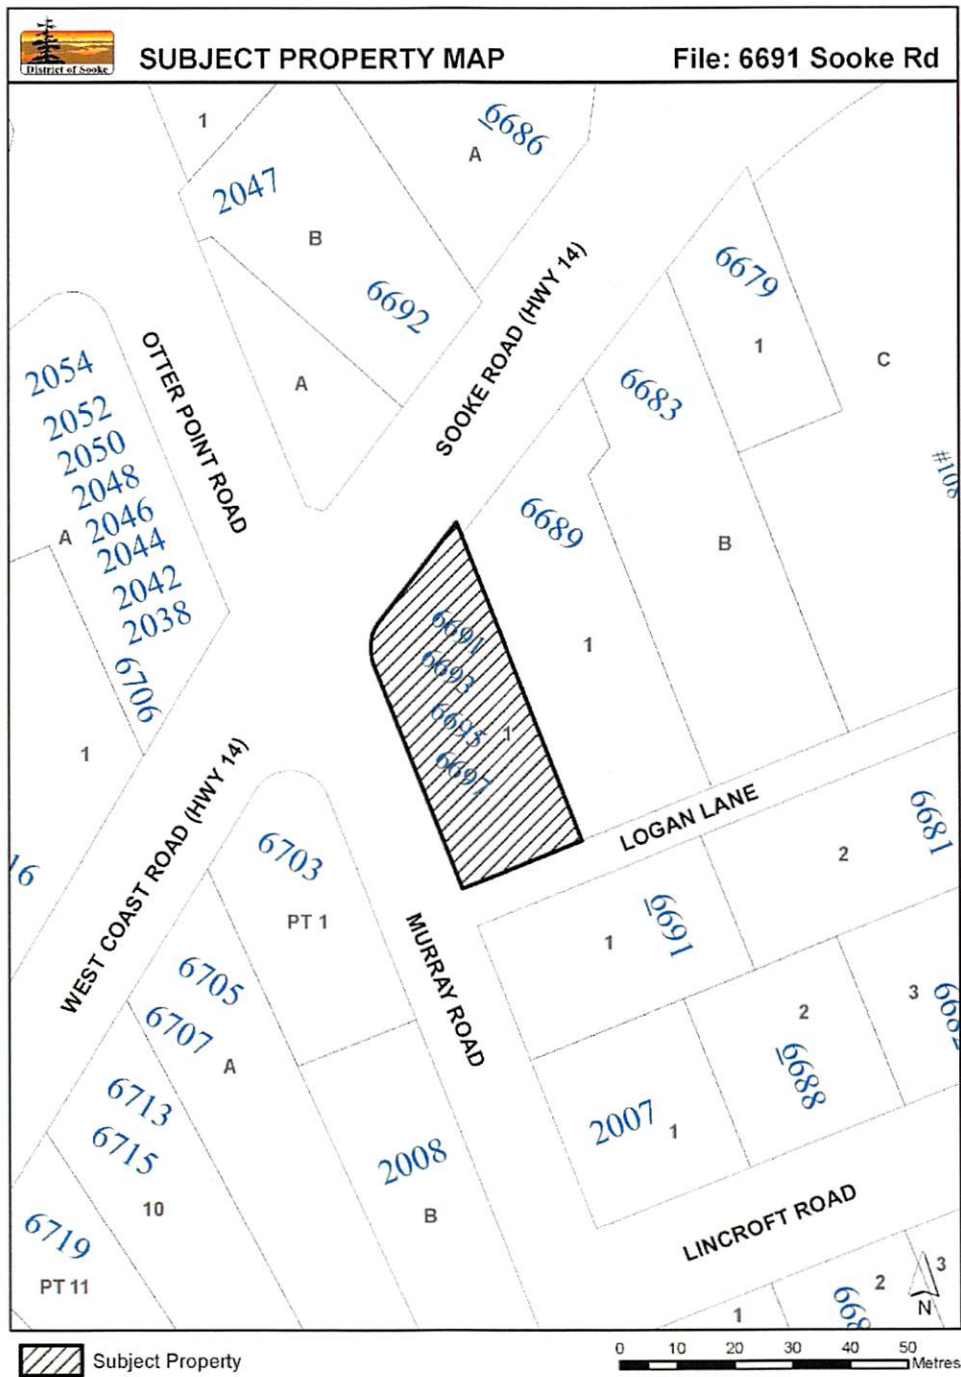 District of Sooke
SUBJECT PROPERTY MAP
File: 6691 Sooke Rd
1
6686
A
2047
B
6692
6679
1
C
SOOKE ROAD (HWY 14)
OTTER POINT ROAD
A
6683
2054
2052
2050
2048
2046
2044
2042
2038
A
#108
6689
B
6691
6693
6695
6697
1
1
6706
1
WEST COAST ROAD (HWY 14)
LOGAN LANE
6703
PT 1
6681
2
16
MURRAY ROAD
6691
1
6705
6707
A
2
3
6688
6713
6715
10
2007
1
2008
B
LINCROFT ROAD
6719
PT 11
1
2
3
N
Subject Property
0 10 20 30 40 50
Metres